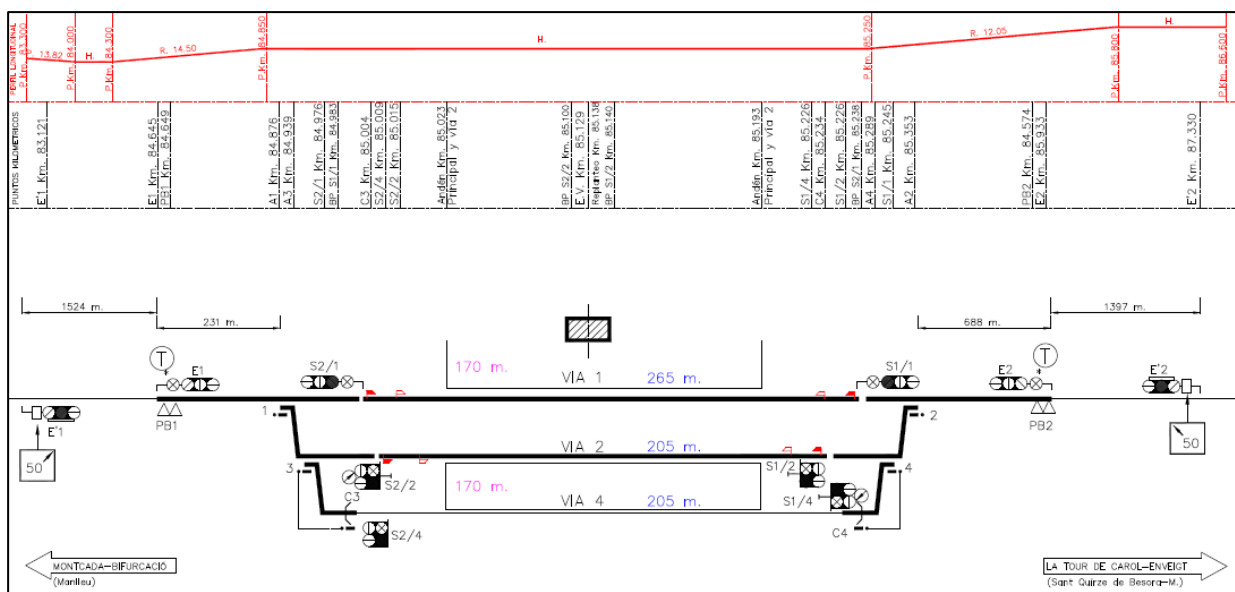 PERFIL LONGITUDINAL
P.Km. 83.300
13.82
P.Km. 84.000
H.
P.Km. 84.300
R. 14.50
P.Km. 84.850
H.
P.Km. 85.250
R. 12.05
P.Km. 85.800
H.
P.Km. 86.600
PUNTOS KILOMETRICOS
E'1 Km. 83.121
E1 Km. 84.645
PB1 Km. 84.649
A1 Km. 84.876
A3 Km. 84.939
S2/1 Km. 84.976
BP S1/1 Km. 84.983
C3 Km. 85.004
S2/4 Km. 85.009
S2/2 Km. 85.015
Andén Km. 85.023
Principal y vía 2
BP S2/2 Km. 85.100
E.V. Km. 85.129
Replanteo Km. 85.138
BP S1/2 Km. 85.140
Andén Km. 85.193
Principal y vía 2
S1/4 Km. 85.226
C4 Km. 85.234
S1/2 Km. 85.226
BP S2/1 Km. 85.238
A4 Km. 85.289
S1/1 Km. 85.245
A2 Km. 85.353
PB2 Km. 84.574
E2 Km. 85.933
E'2 Km. 87.330
1524 m.
231 m.
688 m.
1397 m.
T
E1
S2/1
170 m.
VIA 1
265 m.
S1/1
E2
T
E'2
E'1
50
PB1
1
2
PB2
50
VIA 2
205 m.
3
S2/2
S1/2
4
170 m.
VIA 4
205 m.
C3
S2/4
S1/4
C4
MONTCADA–BIFURCACIÓ
(Manlleu)
LA TOUR DE CAROL–ENVEIGT
(Sant Quirze de Besora–M.)